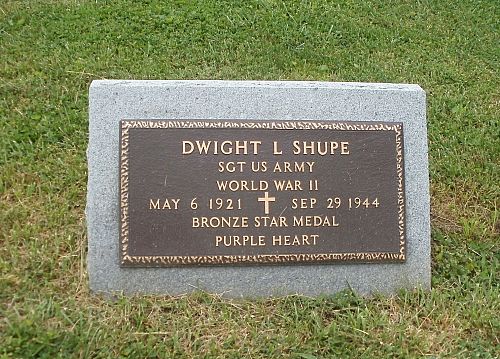 DWIGHT L SHUPE
SGT US ARMY
WORLD WAR II
MAY 6 1921 SEP 29 1944
BRONZE STAR MEDAL
PURPLE HEART